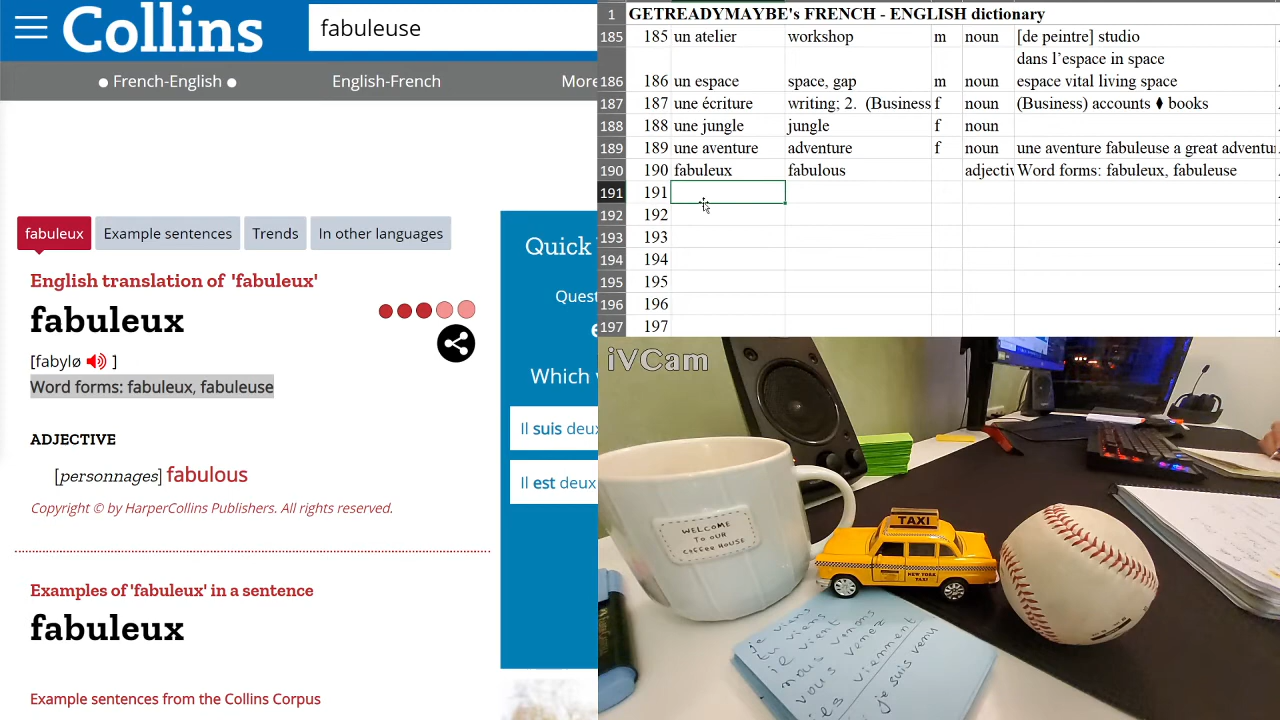 Collins
fabuleuse
● French-English ●
English-French
More
fabuleux
Example sentences
Trends
In other languages
English translation of 'fabuleux'
fabuleux
[fabylø ]
Word forms: fabuleux, fabuleuse
ADJECTIVE
[personnages] fabulous
Copyright © by HarperCollins Publishers. All rights reserved.
Examples of 'fabuleux' in a sentence
fabuleux
Example sentences from the Collins Corpus
Quick
Quest
Which
Il suis deux
Il est deux
1 GETREADYMAYBE's FRENCH - ENGLISH dictionary
185 185 un atelier workshop m noun [de peintre] studio
dans l'espace in space
186 186 un espace space, gap m noun espace vital living space
187 187 une écriture writing; 2. (Business f noun (Business) accounts ♦ books
188 188 une jungle jungle f noun
189 189 une aventure adventure f noun une aventure fabuleuse a great adventu
190 190 fabuleux fabulous adjectiv Word forms: fabuleux, fabuleuse
191 191
192 192
193 193
194 194
195 195
196 196
197 197
iVCam
WELCOME
TO OUR
COFFEE HOUSE
TAXI
NEW YORK
TAXI
je viens
tu viens
il vient
nous venons
vous venez
iles viennent
je suis venu